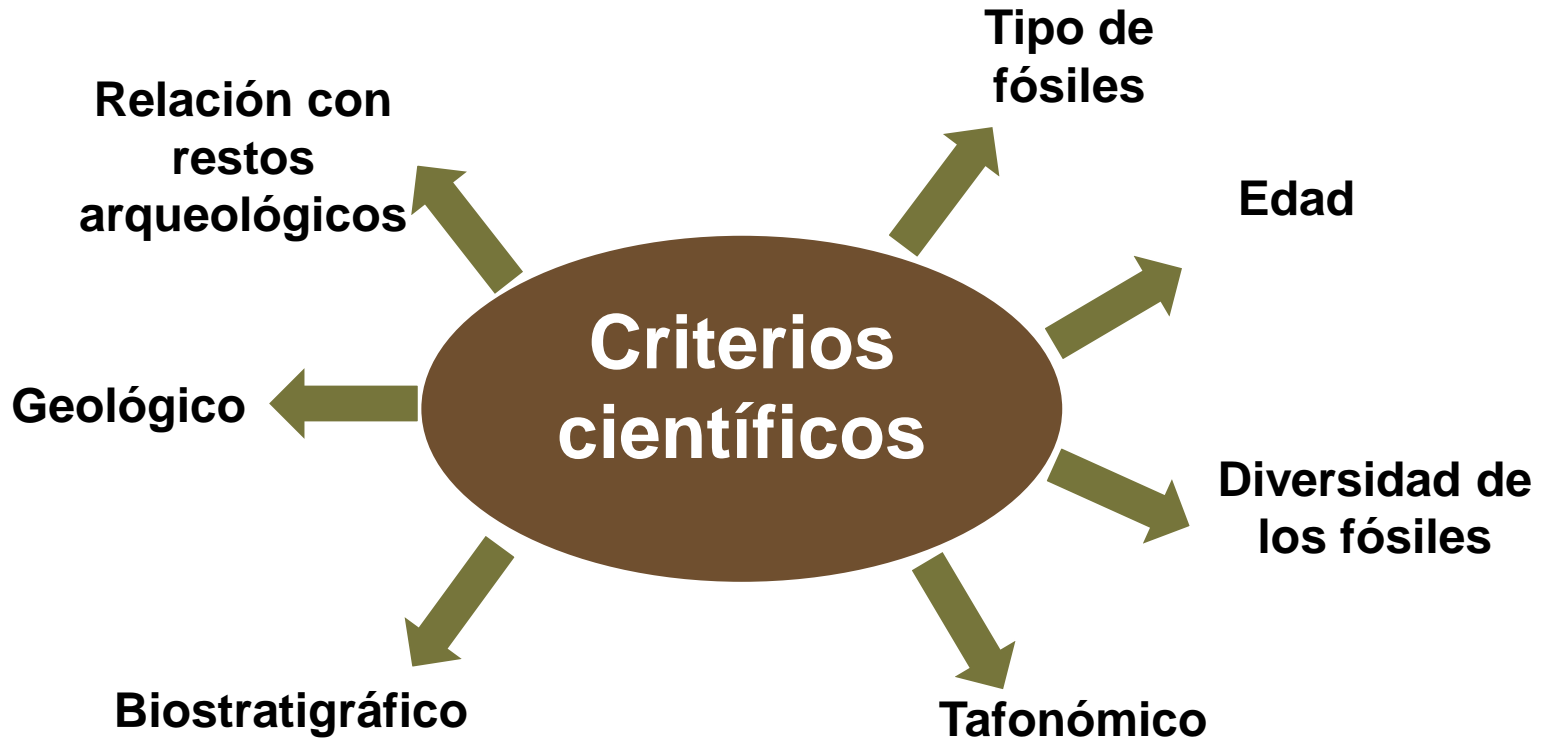 Tipo de
fósiles
Relación con
restos
arqueológicos
Edad
Criterios
científicos
Geológico
Diversidad de
los fósiles
Biostratigráfico
Tafonómico